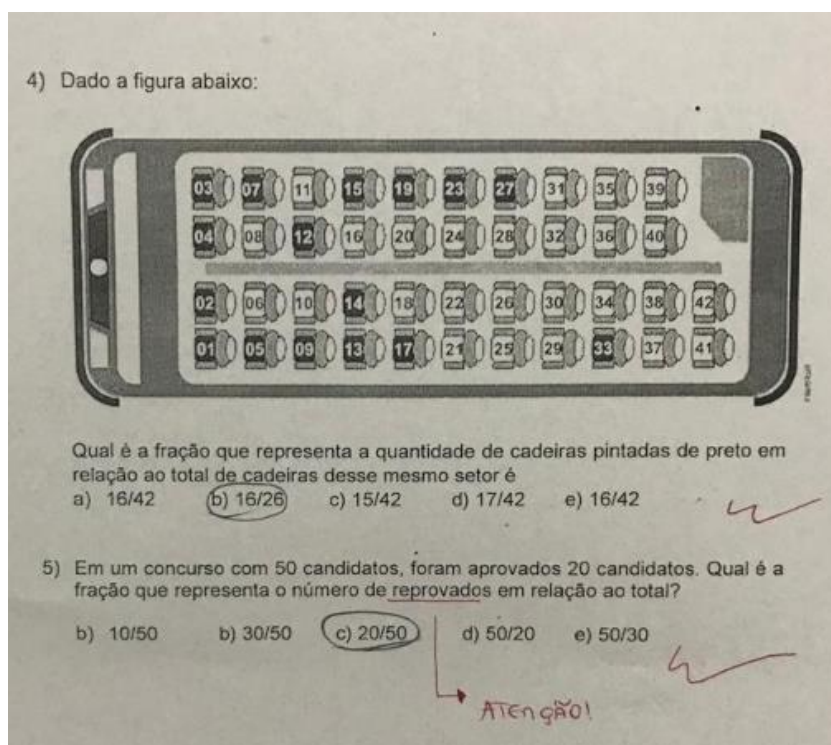 4) Dado a figura abaixo:
03 07 11 15 19 23 27 31 35 39
04 08 12 16 20 24 28 32 36 40
02 06 10 14 18 22 26 30 34 38 42
01 05 09 13 17 21 25 29 33 37 41
Qual é a fração que representa a quantidade de cadeiras pintadas de preto em
relação ao total de cadeiras desse mesmo setor é
a) 16/42 b) 16/26 c) 15/42 d) 17/42 e) 16/42
5) Em um concurso com 50 candidatos, foram aprovados 20 candidatos. Qual é a
fração que representa o número de reprovados em relação ao total?
b) 10/50 b) 30/50 c) 20/50 d) 50/20 e) 50/30
ATENÇÃO!